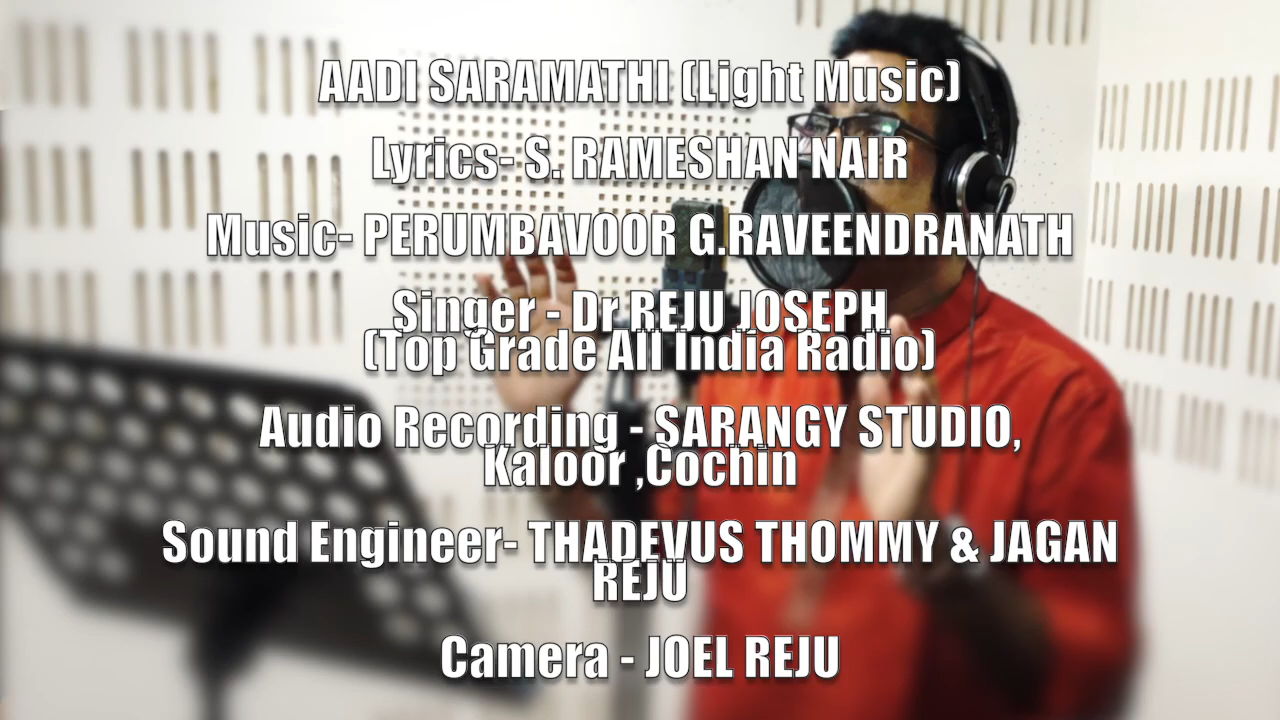 AADI SARAMATHI (Light Music)
Lyrics- S. RAMESHAN NAIR
Music- PERUMBAVOOR G.RAVEENDRANATH
Singer - Dr REJU JOSEPH
(Top Grade All India Radio)
Audio Recording - SARANGY STUDIO,
Kaloor ,Cochin
Sound Engineer- THADEVUS THOMMY & JAGAN
REJU
Camera - JOEL REJU